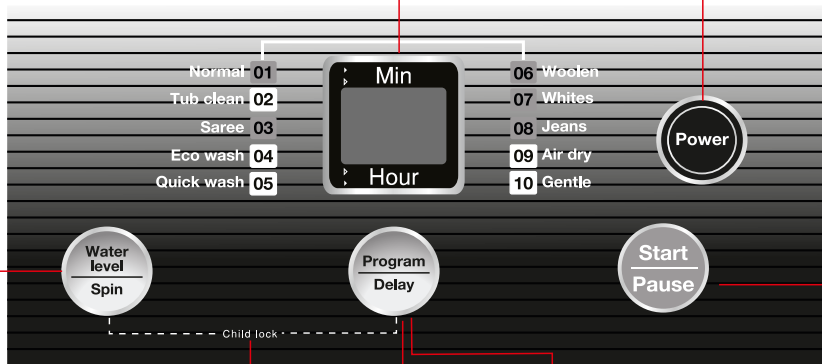 Normal 01
Tub clean 02
Saree 03
Eco wash 04
Quick wash 05
Min
Hour
06 Woolen
07 Whites
08 Jeans
09 Air dry
10 Gentle
Power
Water
level
Spin
Program
Delay
Start
Pause
Child lock